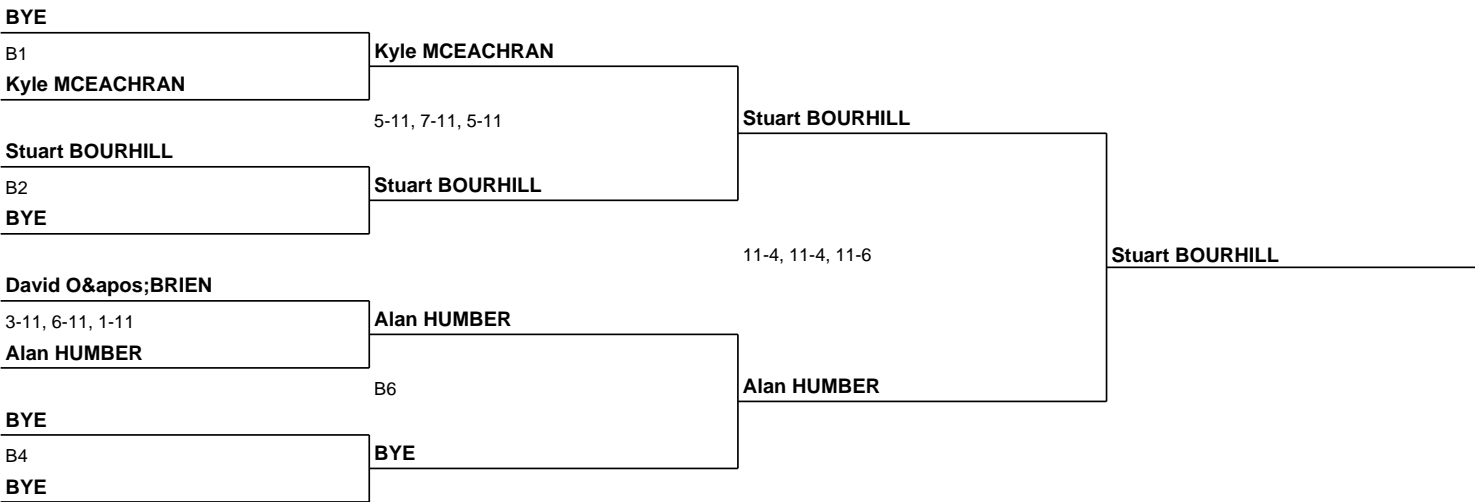 BYE
B1
Kyle MCEACHRAN
Kyle MCEACHRAN
5-11, 7-11, 5-11
Stuart BOURHILL
Stuart BOURHILL
B2
Stuart BOURHILL
BYE
11-4, 11-4, 11-6
Stuart BOURHILL
David O&apos;BRIEN
3-11, 6-11, 1-11
Alan HUMBER
Alan HUMBER
B6
Alan HUMBER
BYE
B4
BYE
BYE